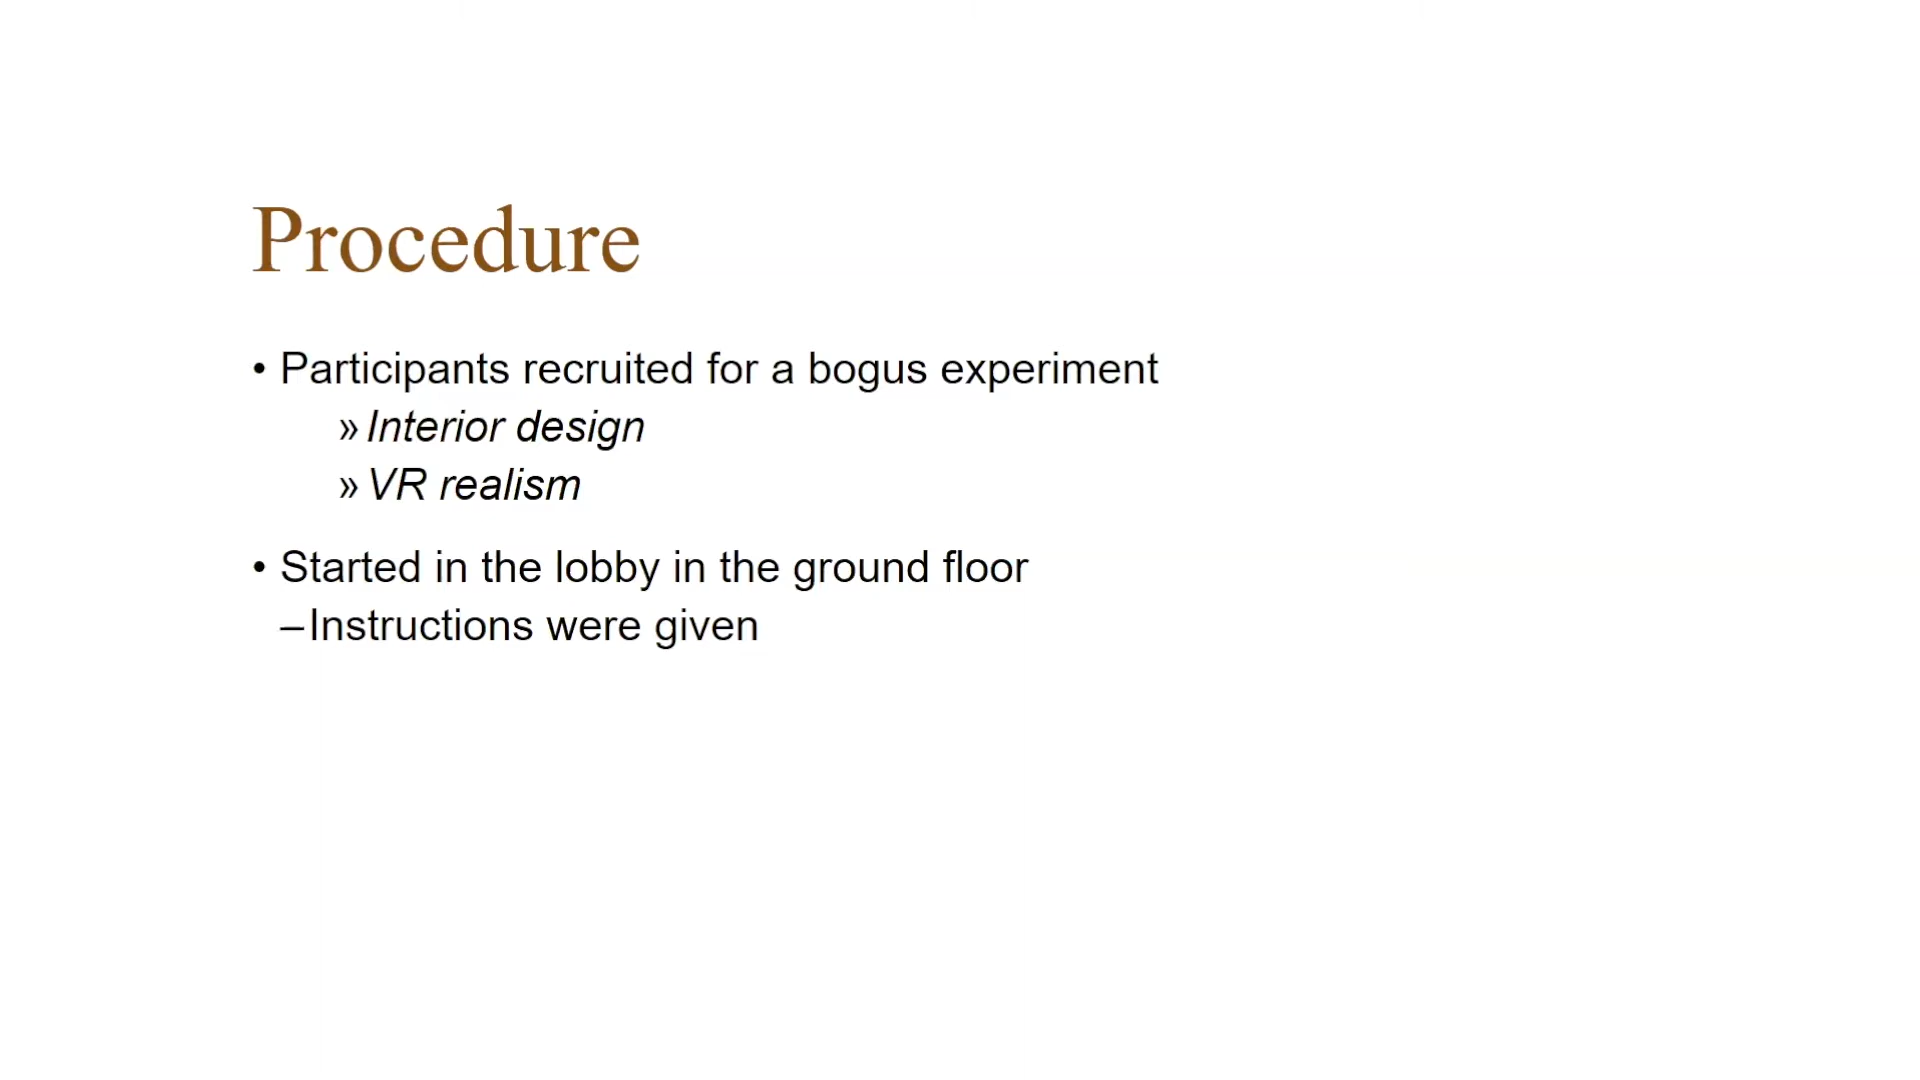 Procedure
• Participants recruited for a bogus experiment
» Interior design
» VR realism
• Started in the lobby in the ground floor
–Instructions were given